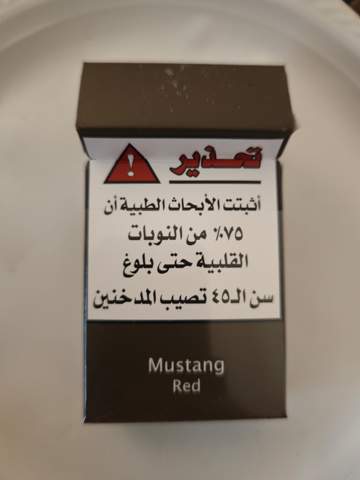 تحذير
!
أثبتت الأبحاث الطبية أن
٧٥٪ من النوبات
القلبية حتى بلوغ
سن الـ٤٥ تصيب المدخنين
Mustang
Red